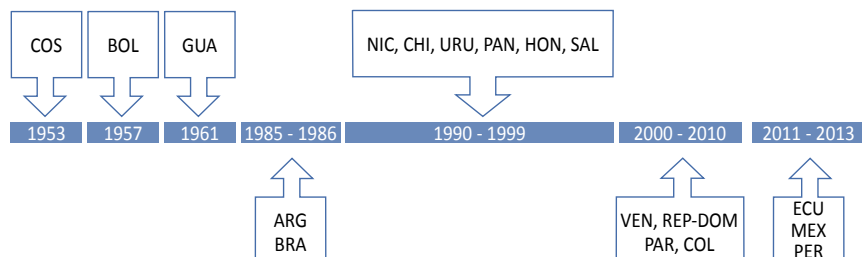 COS
BOL
GUA
NIC, CHI, URU, PAN, HON, SAL
1953
1957
1961
1985 - 1986
1990 - 1999
2000 - 2010
2011 - 2013
ARG
BRA
VEN, REP-DOM
PAR, COL
ECU
MEX
PER